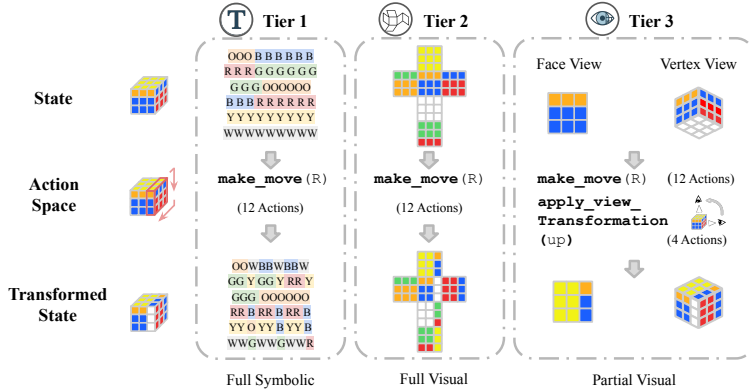 Tier 1
Tier 2
Tier 3
State
Action
Space
Transformed
State
T
OOOBBBBBB
RRRGGGGGG
GGGOOOOOO
BBBRRRRRR
YYYYYYYYY
WWWWWWWWW
make_move(R)
(12 Actions)
OOWBBWBBW
GGYGGYRRY
GGGOOOOOO
RRBRRBRRB
YYOYYBYYB
WWGWWGWWR
Full Symbolic
make_move(R)
(12 Actions)
Full Visual
Face View
Vertex View
make_move(R)
(12 Actions)
apply_view_
Transformation
(up)
(4 Actions)
Partial Visual